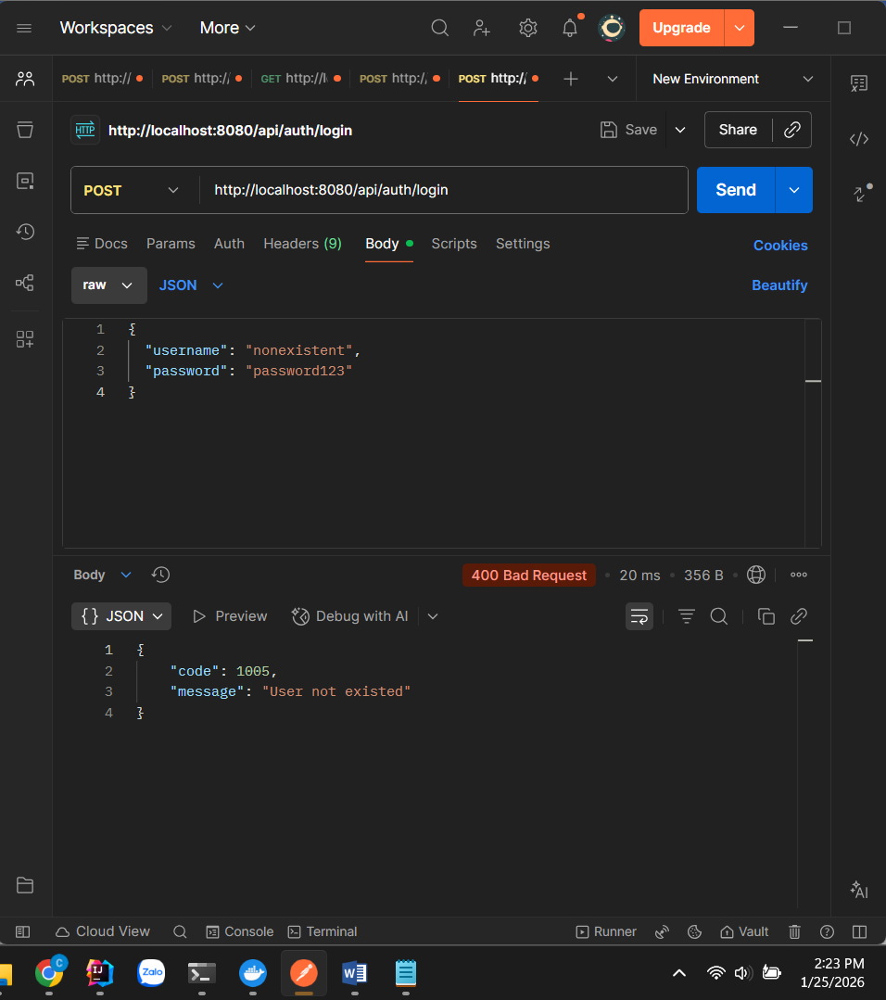 Workspaces More Upgrade
POST http:// POST http:/ GET http://l POST http:/ POST http:/ New Environment
HTTP http://localhost:8080/api/auth/login Save Share
POST http://localhost:8080/api/auth/login Send
Docs Params Auth Headers (9) Body Scripts Settings Cookies
raw JSON Beautify
1 {
2 "username": "nonexistent",
3 "password": "password123"
4 }
Body 400 Bad Request 20 ms 356 B
{} JSON Preview Debug with AI
1 {
2 "code": 1005,
3 "message": "User not existed"
4 }
AI
Cloud View Console Terminal Runner Vault
C IJ Zalo W 2:23 PM
1/25/2026